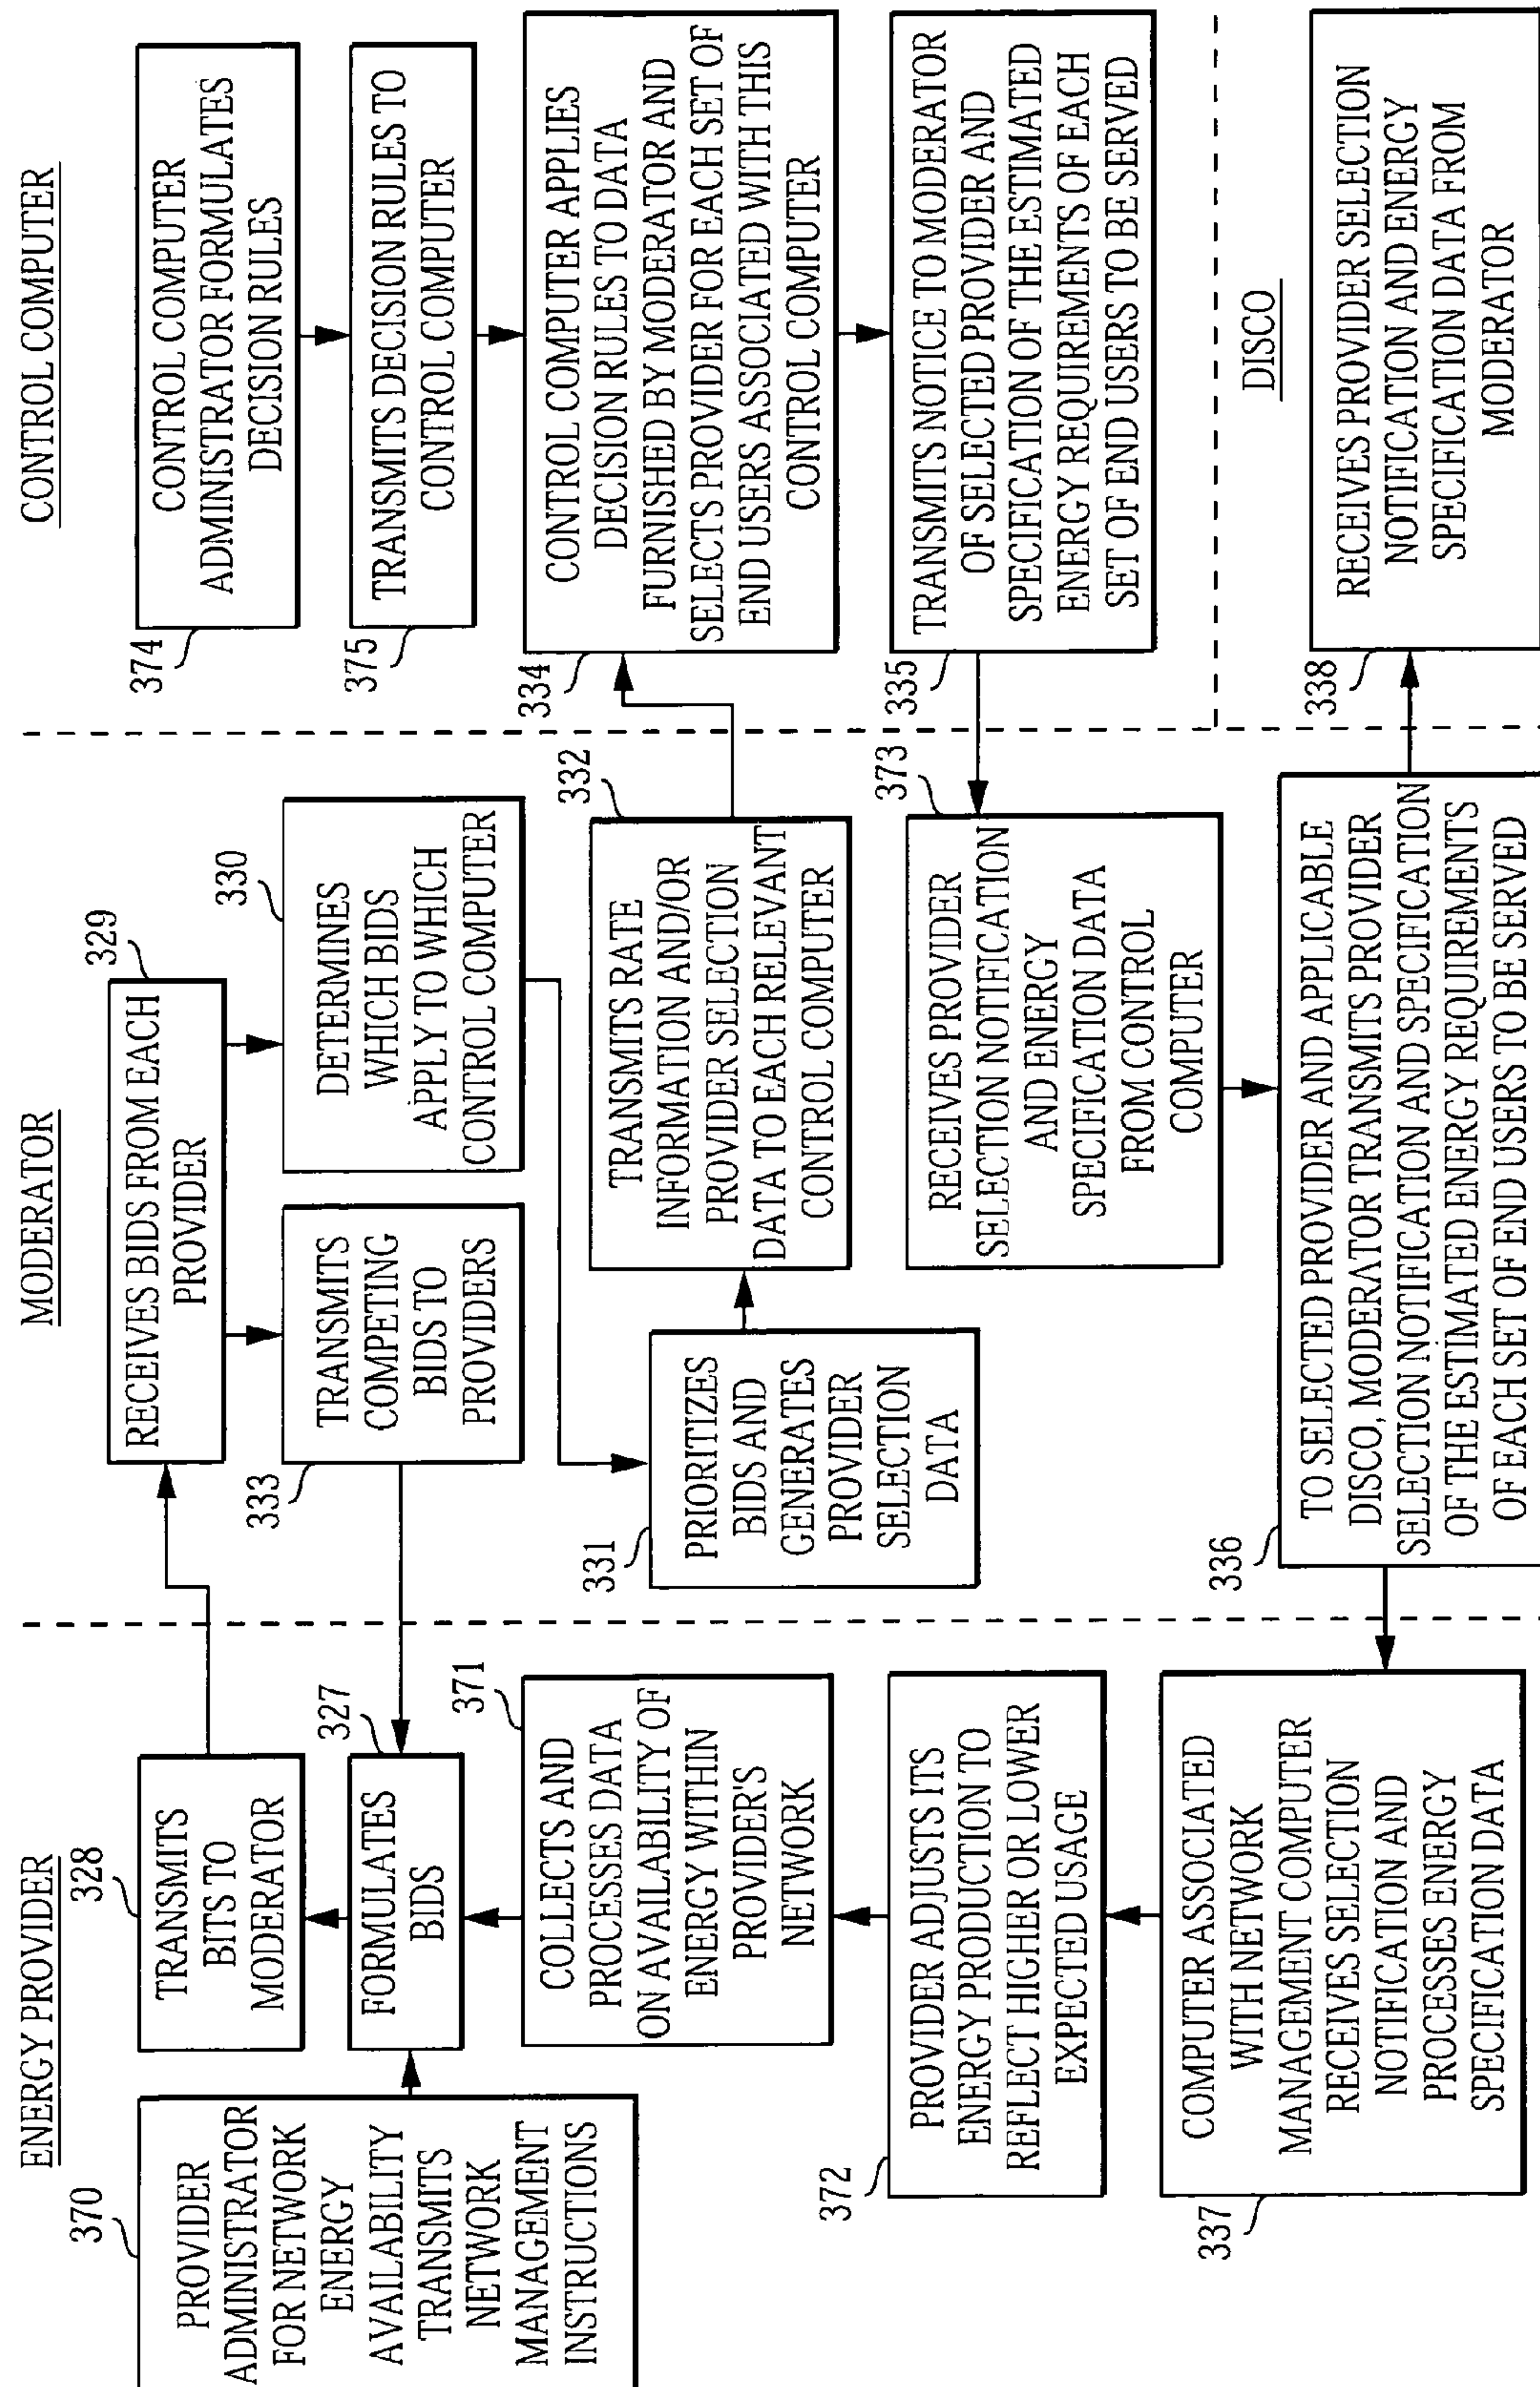 ENERGY PROVIDER
370
PROVIDER
ADMINISTRATOR
FOR NETWORK
ENERGY
AVAILABILITY
TRANSMITS
NETWORK
MANAGEMENT
INSTRUCTIONS
328
TRANSMITS
BITS TO
MODERATOR
327
FORMULATES
BIDS
371
COLLECTS AND
PROCESSES DATA
ON AVAILABILITY OF
ENERGY WITHIN
PROVIDER'S
NETWORK
372
PROVIDER ADJUSTS ITS
ENERGY PRODUCTION TO
REFLECT HIGHER OR LOWER
EXPECTED USAGE
337
COMPUTER ASSOCIATED
WITH NETWORK
MANAGEMENT COMPUTER
RECEIVES SELECTION
NOTIFICATION AND
PROCESSES ENERGY
SPECIFICATION DATA
MODERATOR
329
RECEIVES BIDS FROM EACH
PROVIDER
333
TRANSMITS
COMPETING
BIDS TO
PROVIDERS
330
DETERMINES
WHICH BIDS
APPLY TO WHICH
CONTROL COMPUTER
331
PRIORITIZES
BIDS AND
GENERATES
PROVIDER
SELECTION
DATA
332
TRANSMITS RATE
INFORMATION AND/OR
PROVIDER SELECTION
DATA TO EACH RELEVANT
CONTROL COMPUTER
373
RECEIVES PROVIDER
SELECTION NOTIFICATION
AND ENERGY
SPECIFICATION DATA
FROM CONTROL
COMPUTER
336
TO SELECTED PROVIDER AND APPLICABLE
DISCO, MODERATOR TRANSMITS PROVIDER
SELECTION NOTIFICATION AND SPECIFICATION
OF THE ESTIMATED ENERGY REQUIREMENTS
OF EACH SET OF END USERS TO BE SERVED
CONTROL COMPUTER
374
CONTROL COMPUTER
ADMINISTRATOR FORMULATES
DECISION RULES
375
TRANSMITS DECISION RULES TO
CONTROL COMPUTER
334
CONTROL COMPUTER APPLIES
DECISION RULES TO DATA
FURNISHED BY MODERATOR AND
SELECTS PROVIDER FOR EACH SET OF
END USERS ASSOCIATED WITH THIS
CONTROL COMPUTER
335
TRANSMITS NOTICE TO MODERATOR
OF SELECTED PROVIDER AND
SPECIFICATION OF THE ESTIMATED
ENERGY REQUIREMENTS OF EACH
SET OF END USERS TO BE SERVED
DISCO
338
RECEIVES PROVIDER SELECTION
NOTIFICATION AND ENERGY
SPECIFICATION DATA FROM
MODERATOR